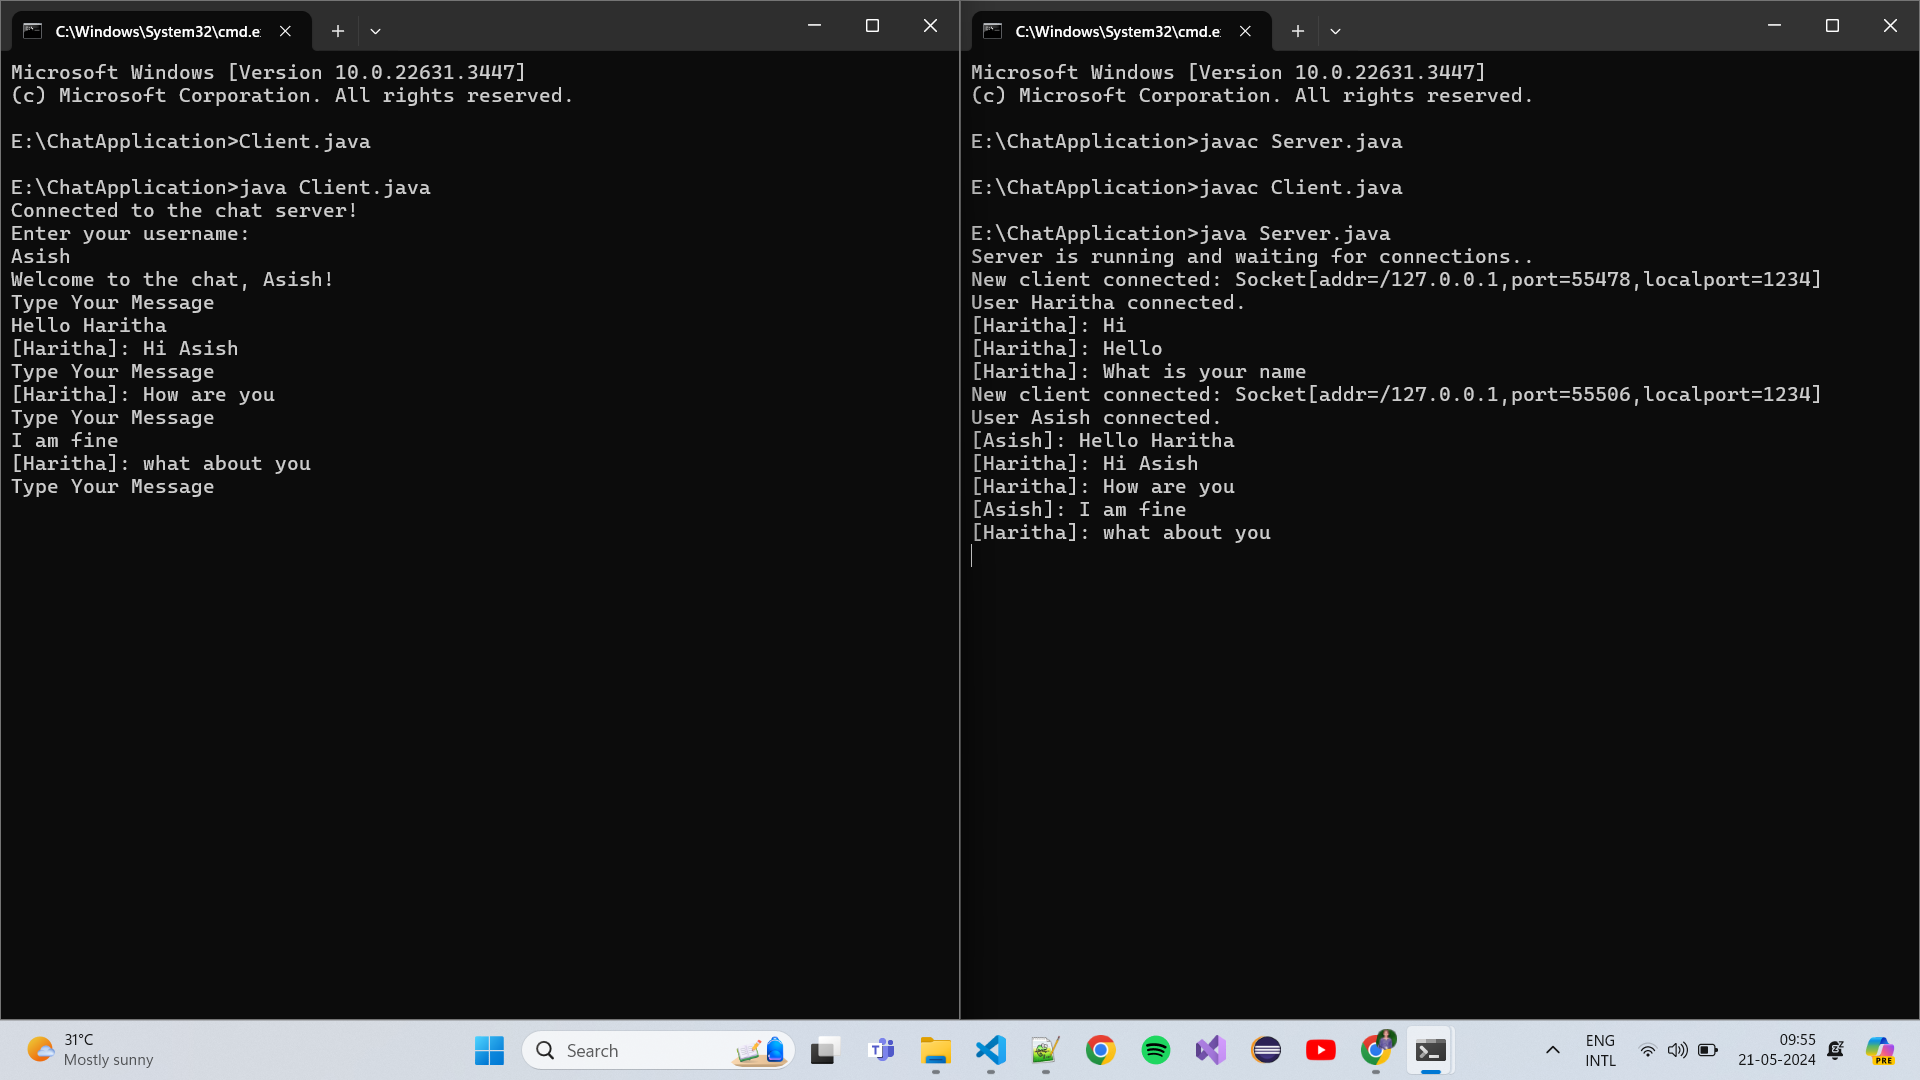 C:\Windows\System32\cmd.e
Microsoft Windows [Version 10.0.22631.3447]
(c) Microsoft Corporation. All rights reserved.
E:\ChatApplication>Client.java
E:\ChatApplication>java Client.java
Connected to the chat server!
Enter your username:
Asish
Welcome to the chat, Asish!
Type Your Message
Hello Haritha
[Haritha]: Hi Asish
Type Your Message
[Haritha]: How are you
Type Your Message
I am fine
[Haritha]: what about you
Type Your Message
C:\Windows\System32\cmd.e
Microsoft Windows [Version 10.0.22631.3447]
(c) Microsoft Corporation. All rights reserved.
E:\ChatApplication>javac Server.java
E:\ChatApplication>javac Client.java
E:\ChatApplication>java Server.java
Server is running and waiting for connections..
New client connected: Socket[addr=/127.0.0.1,port=55478,localport=1234]
User Haritha connected.
[Haritha]: Hi
[Haritha]: Hello
[Haritha]: What is your name
New client connected: Socket[addr=/127.0.0.1,port=55506,localport=1234]
User Asish connected.
[Asish]: Hello Haritha
[Haritha]: Hi Asish
[Haritha]: How are you
[Asish]: I am fine
[Haritha]: what about you
31°C
Mostly sunny
Search
ENG
INTL
09:55
21-05-2024
PRE